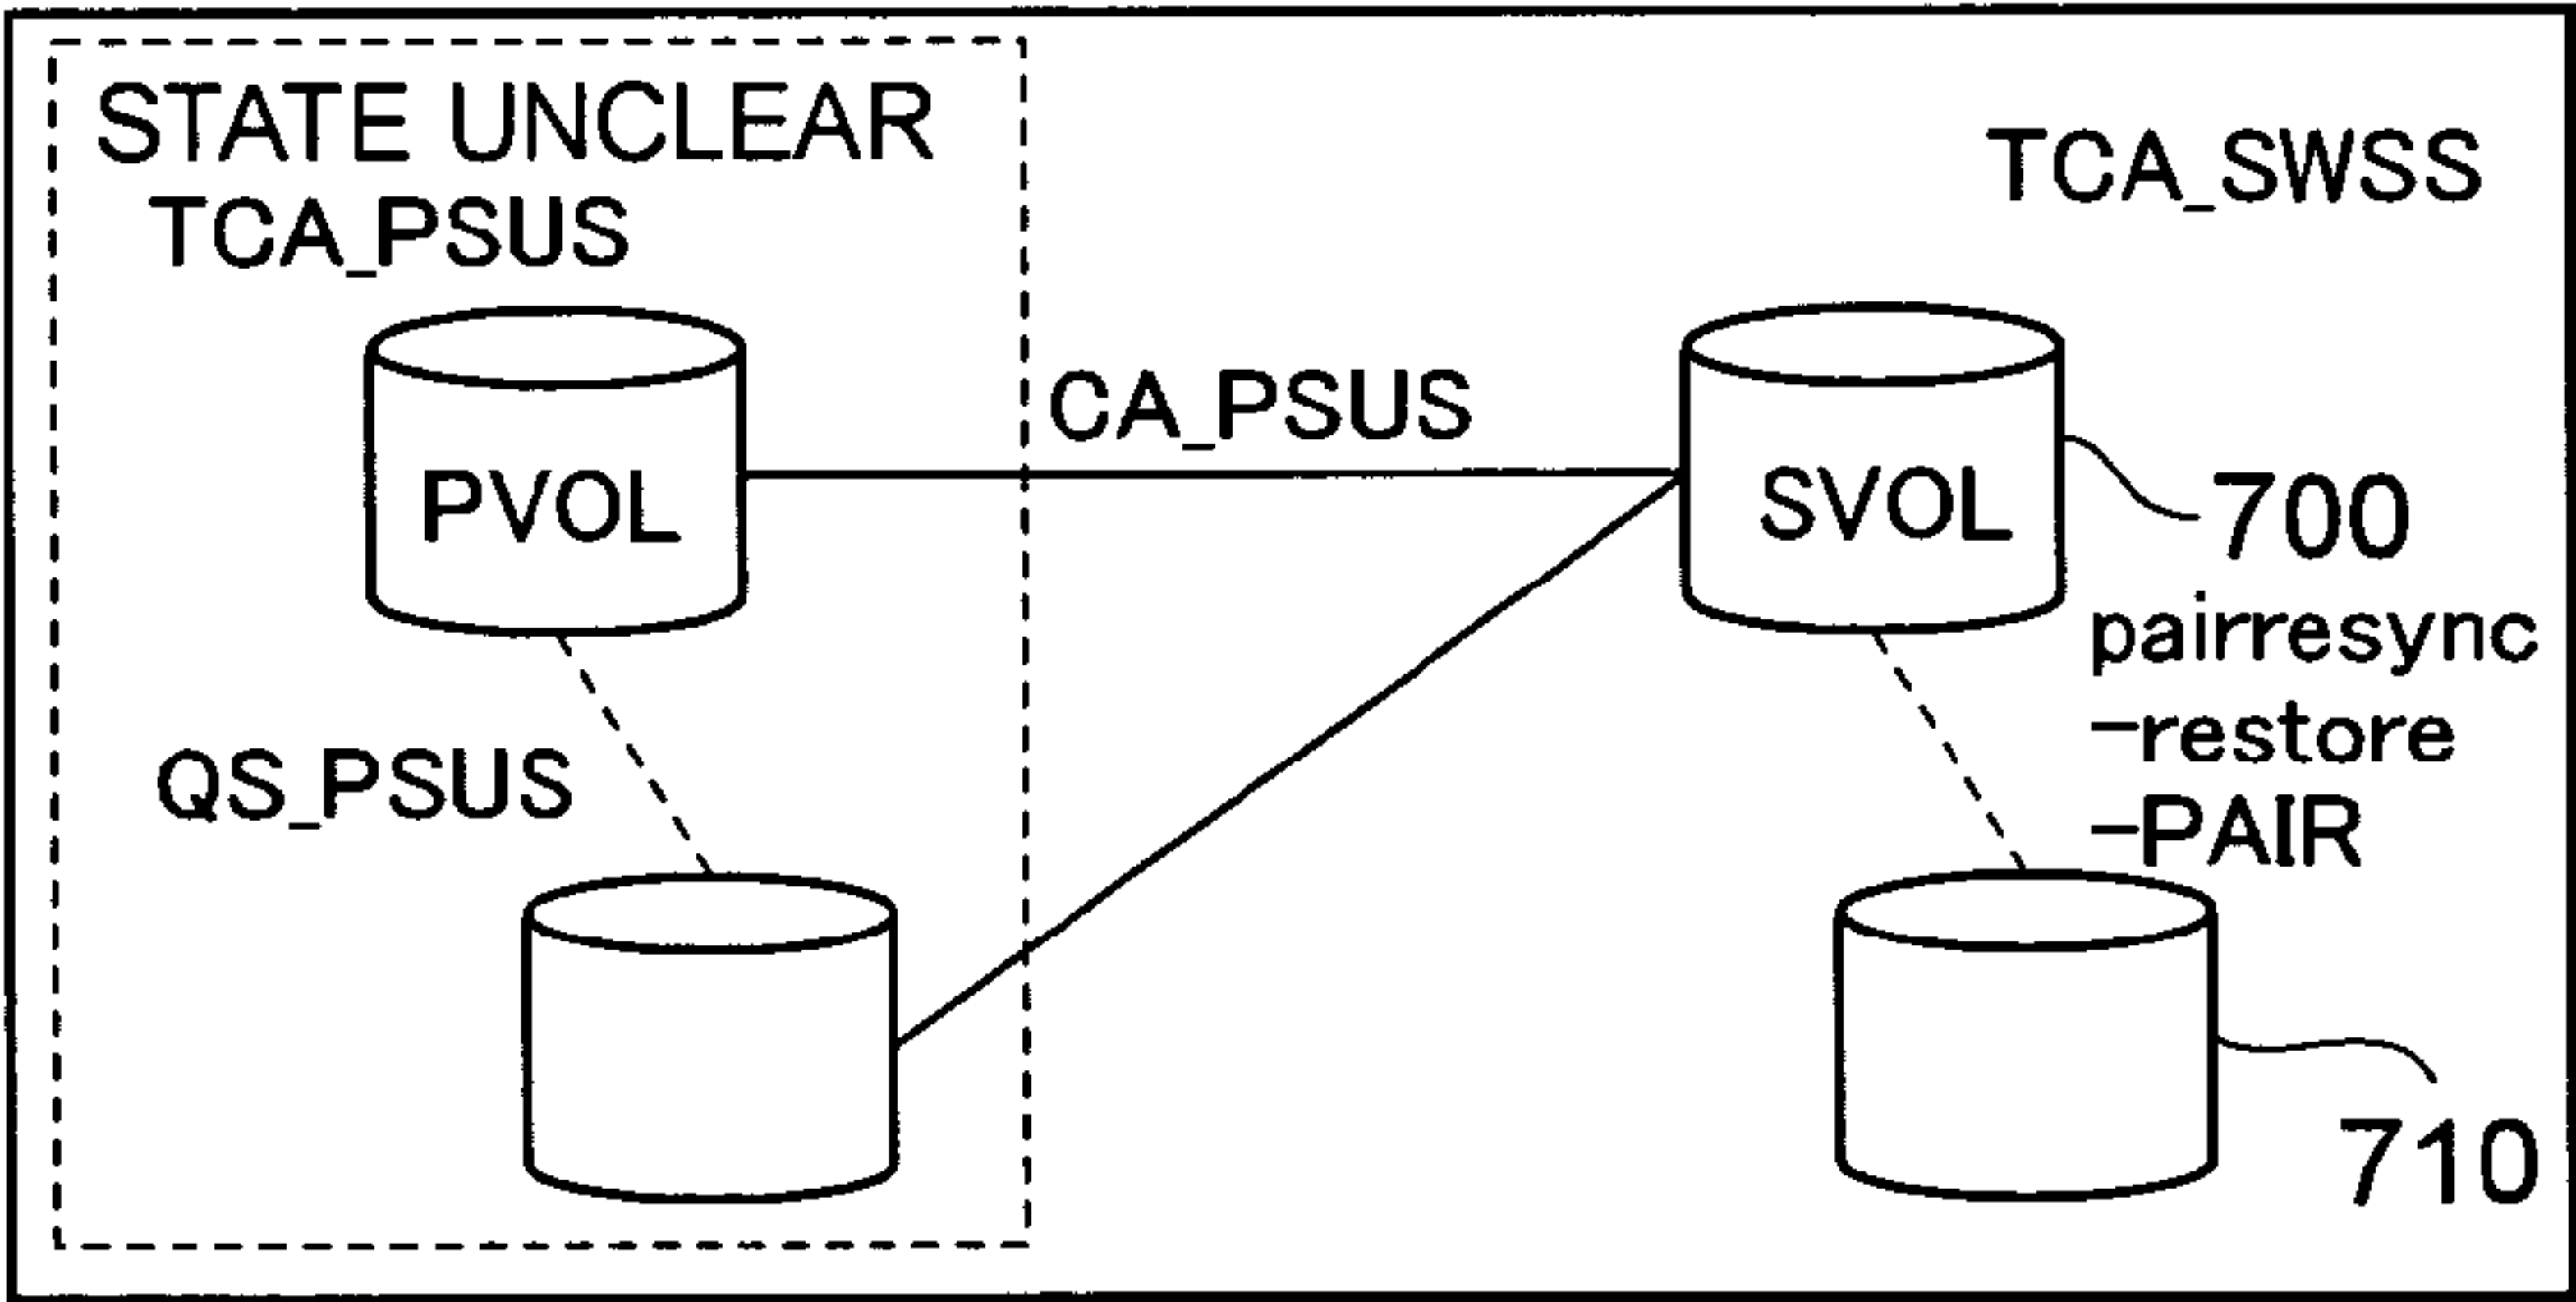 STATE UNCLEAR
TCA_PSUS
TCA_SWSS
CA_PSUS
PVOL
SVOL
700
pairresync
-restore
-PAIR
QS_PSUS
710